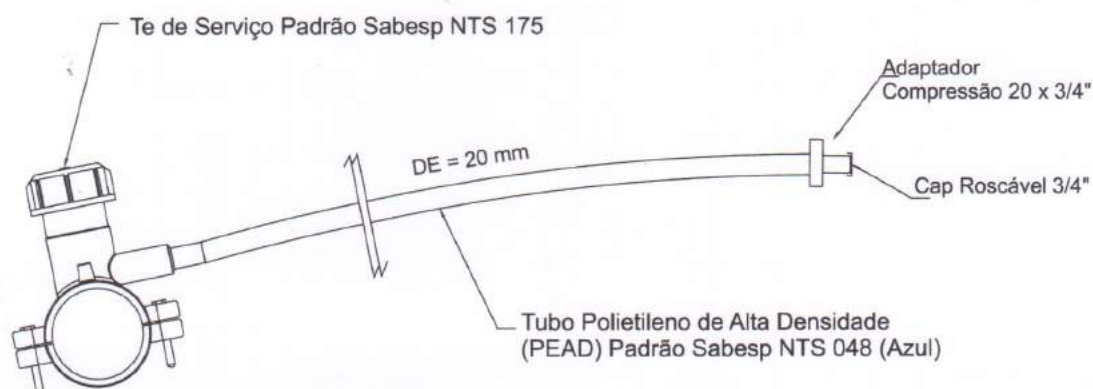 Te de Serviço Padrão Sabesp NTS 175
Adaptador
Compressão 20 x 3/4"
DE = 20 mm
Cap Roscável 3/4"
Tubo Polietileno de Alta Densidade
(PEAD) Padrão Sabesp NTS 048 (Azul)